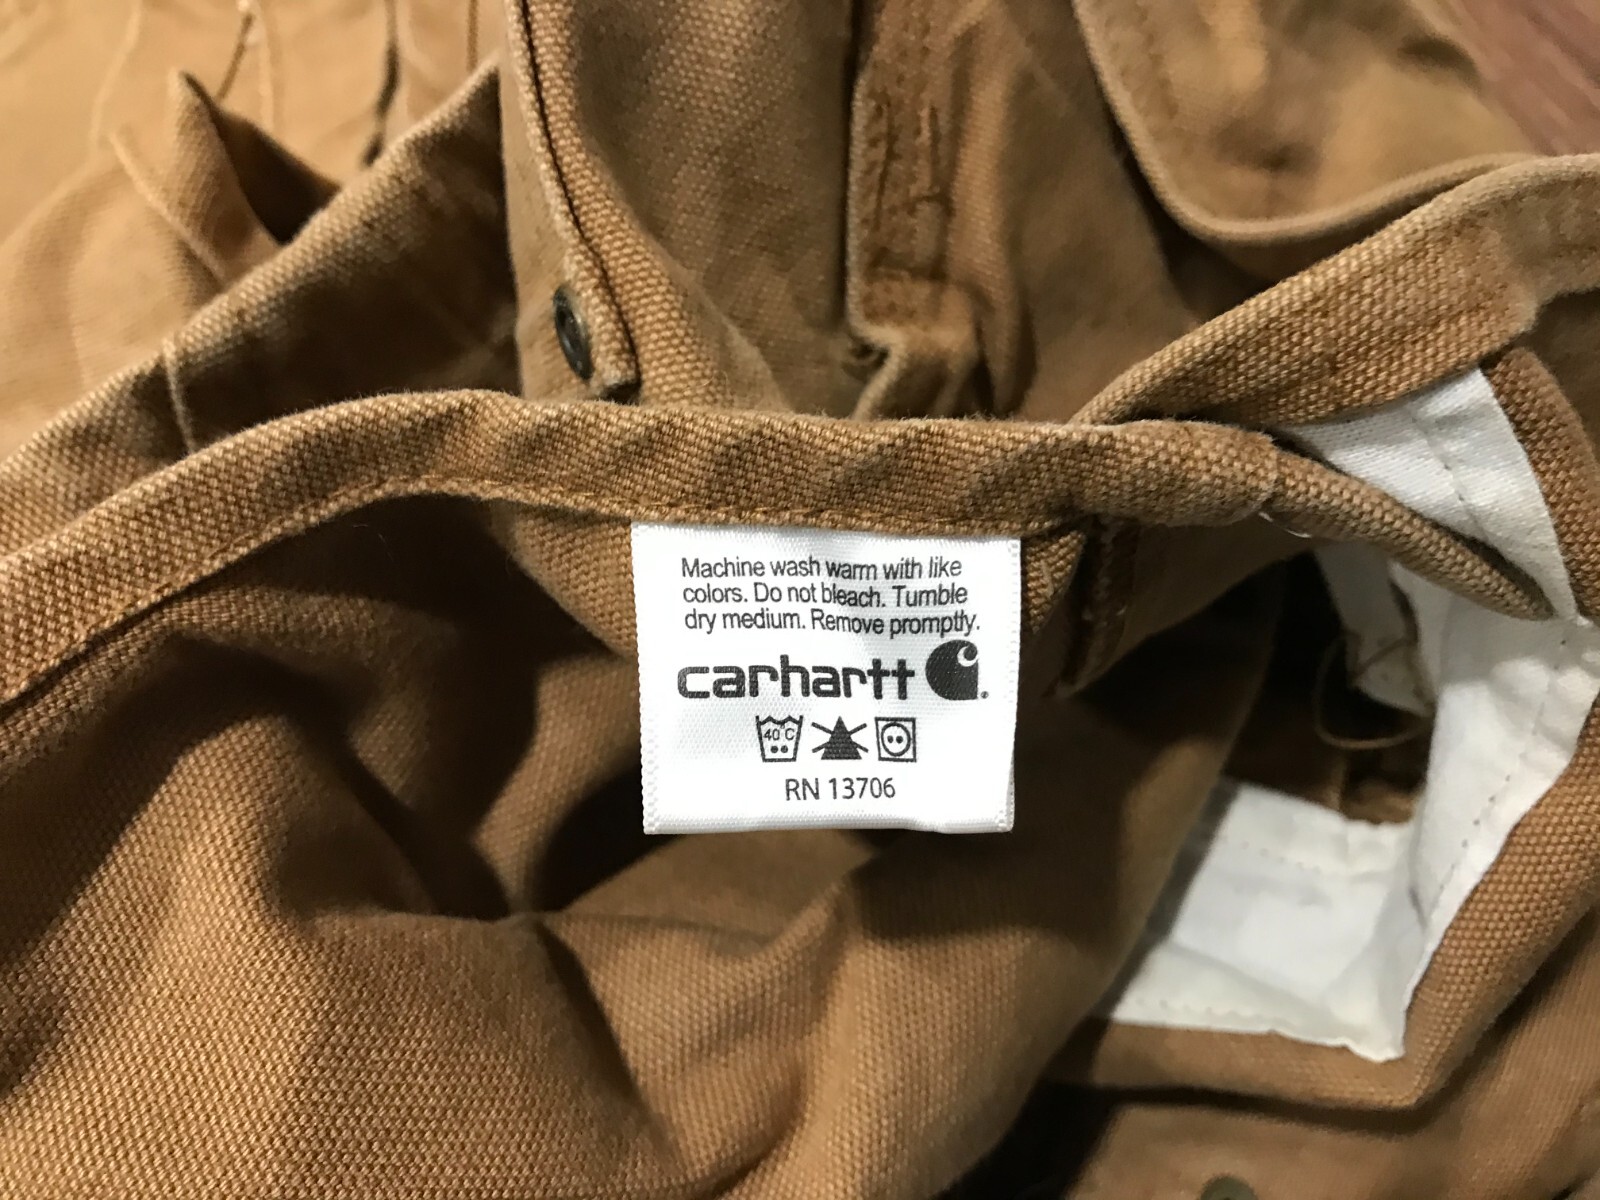 Machine wash warm with like
colors. Do not bleach. Tumble
dry medium. Remove promptly.
carhartt
40°C
RN 13706